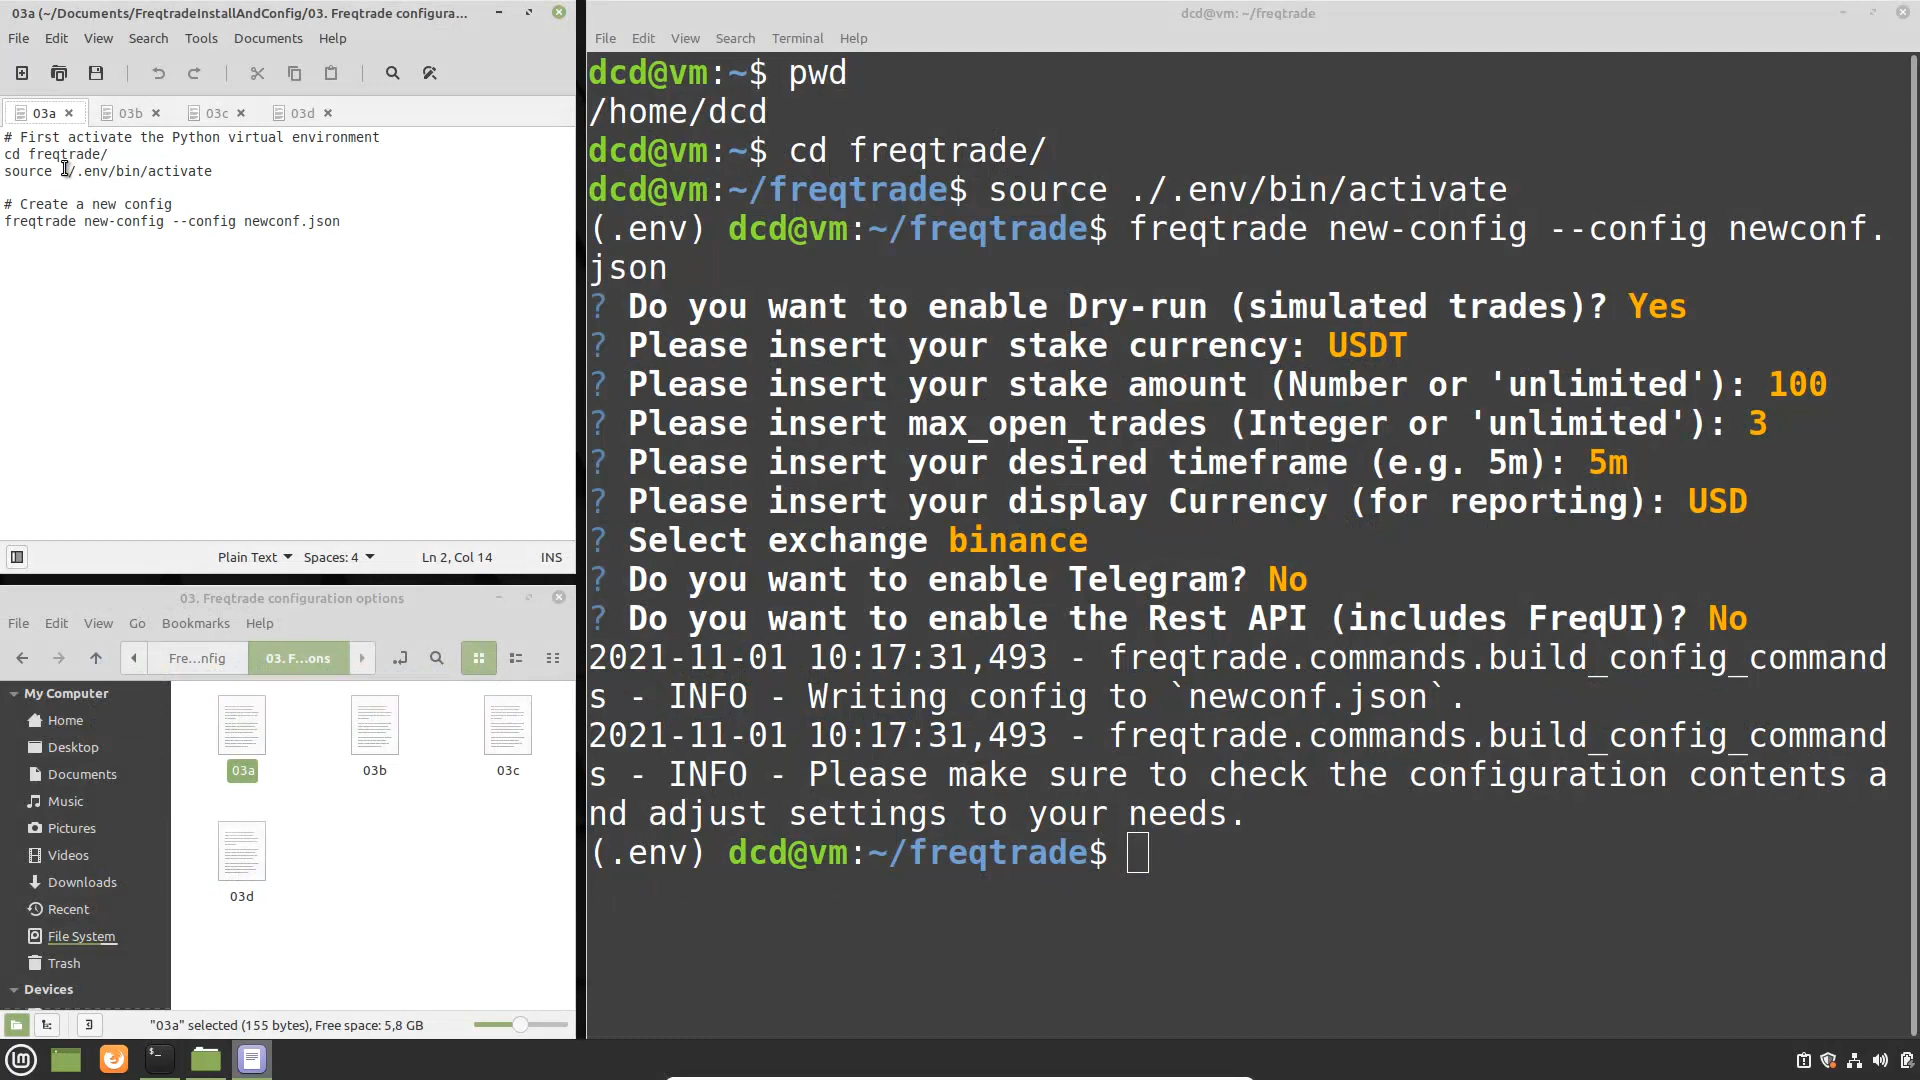 03a (~/Documents/FreqtradeInstallAndConfig/03. Freqtrade configura...
File Edit View Search Tools Documents Help
03a 03b 03c 03d
# First activate the Python virtual environment
cd freqtrade/
source ./.env/bin/activate
# Create a new config
freqtrade new-config --config newconf.json
Plain Text Spaces: 4 Ln 2, Col 14 INS
03. Freqtrade configuration options
File Edit View Go Bookmarks Help
Fre...nfig 03. F...ons
My Computer
Home
Desktop
Documents
Music
Pictures
Videos
Downloads
Recent
File System
Trash
Devices
03a 03b 03c
03d
"03a" selected (155 bytes), Free space: 5,8 GB
dcd@vm: ~/freqtrade
File Edit View Search Terminal Help
dcd@vm:~$ pwd
/home/dcd
dcd@vm:~$ cd freqtrade/
dcd@vm:~/freqtrade$ source ./.env/bin/activate
(.env) dcd@vm:~/freqtrade$ freqtrade new-config --config newconf.
json
? Do you want to enable Dry-run (simulated trades)? Yes
? Please insert your stake currency: USDT
? Please insert your stake amount (Number or 'unlimited'): 100
? Please insert max_open_trades (Integer or 'unlimited'): 3
? Please insert your desired timeframe (e.g. 5m): 5m
? Please insert your display Currency (for reporting): USD
? Select exchange binance
? Do you want to enable Telegram? No
? Do you want to enable the Rest API (includes FreqUI)? No
2021-11-01 10:17:31,493 - freqtrade.commands.build_config_command
s - INFO - Writing config to `newconf.json`.
2021-11-01 10:17:31,493 - freqtrade.commands.build_config_command
s - INFO - Please make sure to check the configuration contents a
nd adjust settings to your needs.
(.env) dcd@vm:~/freqtrade$